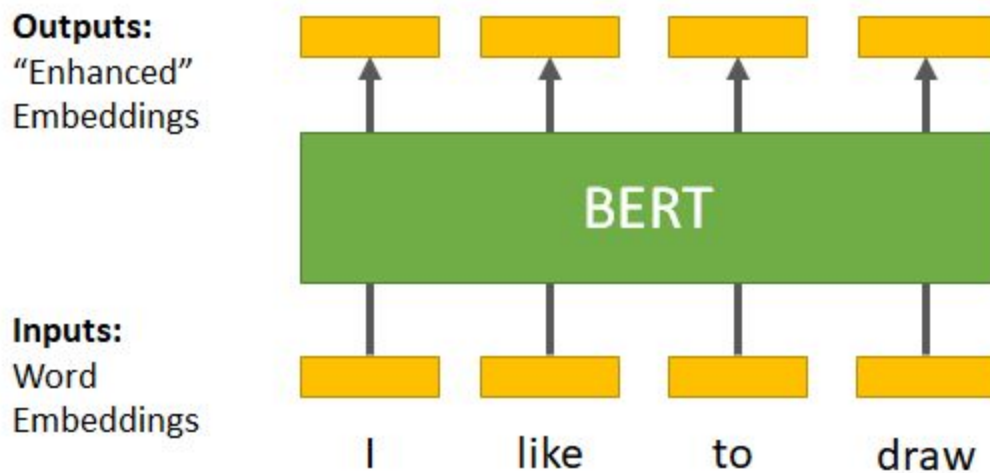 Outputs:
“Enhanced”
Embeddings
BERT
Inputs:
Word
Embeddings
I like to draw